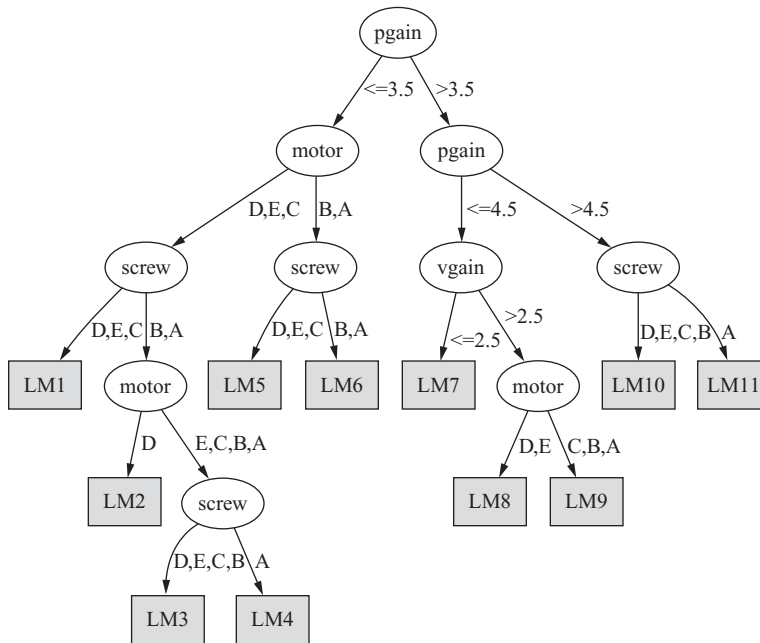 pgain
<=3.5 >3.5
motor pgain
D,E,C B,A <=4.5 >4.5
screw screw vgain screw
D,E,C B,A D,E,C B,A <=2.5 >2.5 D,E,C,B A
LM1 motor LM5 LM6 LM7 motor LM10 LM11
D E,C,B,A D,E C,B,A
LM2 screw LM8 LM9
D,E,C,B A
LM3 LM4